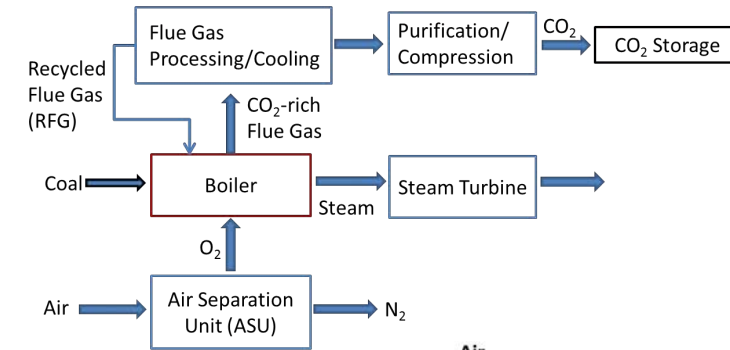 Flue Gas
Processing/Cooling
Purification/
Compression
CO₂
CO₂ Storage
Recycled
Flue Gas
(RFG)
CO₂-rich
Flue Gas
Coal
Boiler
Steam
Steam Turbine
O₂
Air
Air Separation
Unit (ASU)
N₂
Air